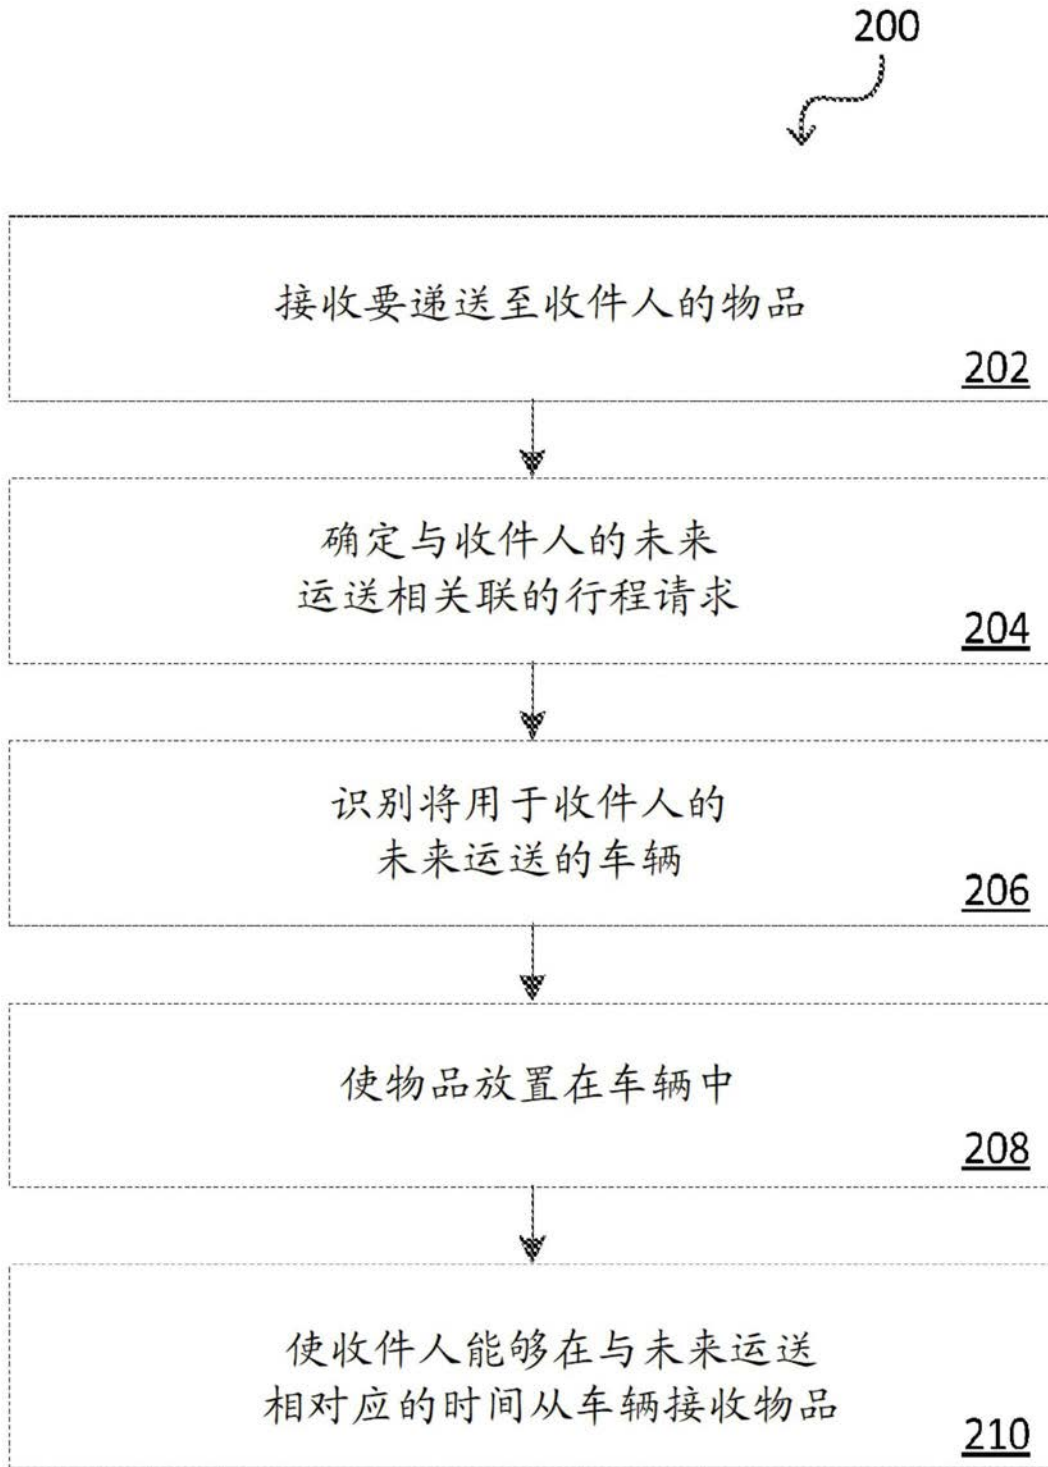 200
接收要递送至收件人的物品
202
确定与收件人的未来
运送相关联的行程请求
204
识别将用于收件人的
未来运送的车辆
206
使物品放置在车辆中
208
使收件人能够在与未来运送
相对应的时间从车辆接收物品
210